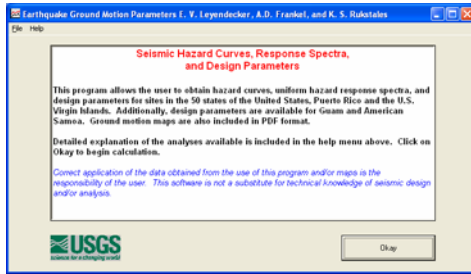 Earthquake Ground Motion Parameters E. V. Leyendecker, A.D. Frankel, and K. S. Rukstales
File Help
Seismic Hazard Curves, Response Spectra,
and Design Parameters
This program allows the user to obtain hazard curves, uniform hazard response spectra, and
design parameters for sites in the 50 states of the United States, Puerto Rico and the U.S.
Virgin Islands. Additionally, design parameters are available for Guam and American
Samoa. Ground motion maps are also included in PDF format.
Detailed explanation of the analyses available is included in the help menu above. Click on
Okay to begin calculation.
Correct application of the data obtained from the use of this program and/or maps is the
responsibility of the user. This software is not a substitute for technical knowledge of seismic design
and/or analysis.
USGS
science for a changing world
Okay